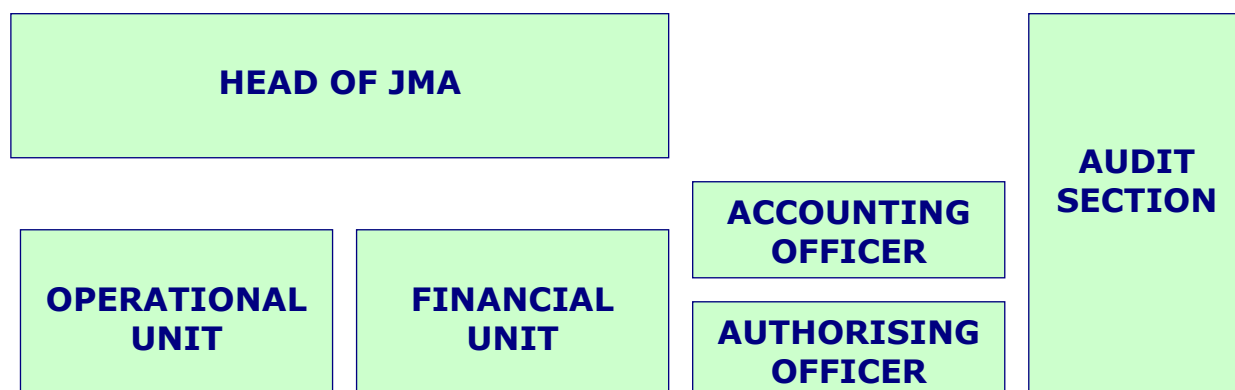 HEAD OF JMA
AUDIT
SECTION
ACCOUNTING
OFFICER
OPERATIONAL
UNIT
FINANCIAL
UNIT
AUTHORISING
OFFICER